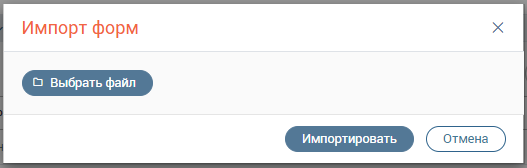 Импорт форм
Выбрать файл
Импортировать
Отмена